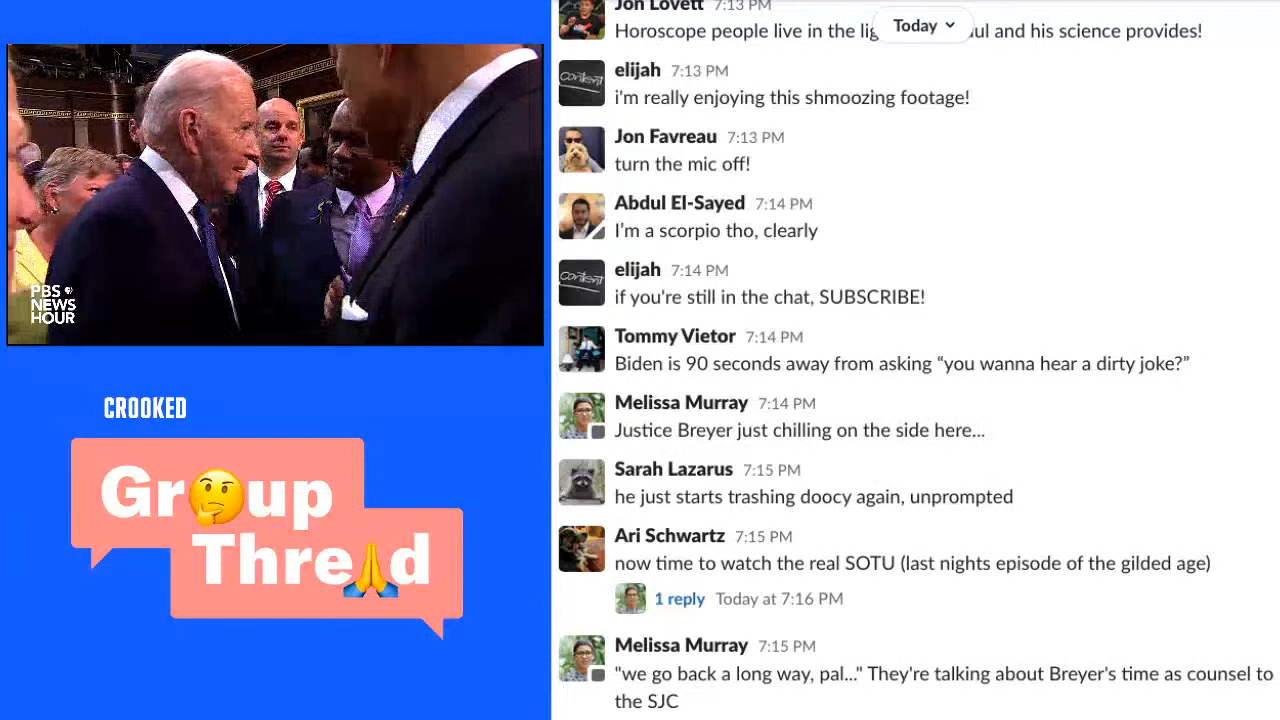 PBS
NEWS
HOUR
CROOKED
Gr🤔up
Thre🙏d
Jon Lovett 7:13 PM
Today
Horoscope people live in the and his science provides!
elijah 7:13 PM
i'm really enjoying this shmoozing footage!
Jon Favreau 7:13 PM
turn the mic off!
Abdul El-Sayed 7:14 PM
I'm a scorpio tho, clearly
elijah 7:14 PM
if you're still in the chat, SUBSCRIBE!
Tommy Vietor 7:14 PM
Biden is 90 seconds away from asking “you wanna hear a dirty joke?”
Melissa Murray 7:14 PM
Justice Breyer just chilling on the side here...
Sarah Lazarus 7:15 PM
he just starts trashing doocy again, unprompted
Ari Schwartz 7:15 PM
now time to watch the real SOTU (last nights episode of the gilded age)
1 reply Today at 7:16 PM
Melissa Murray 7:15 PM
"we go back a long way, pal..." They're talking about Breyer's time as counsel to
the SJC
content
content